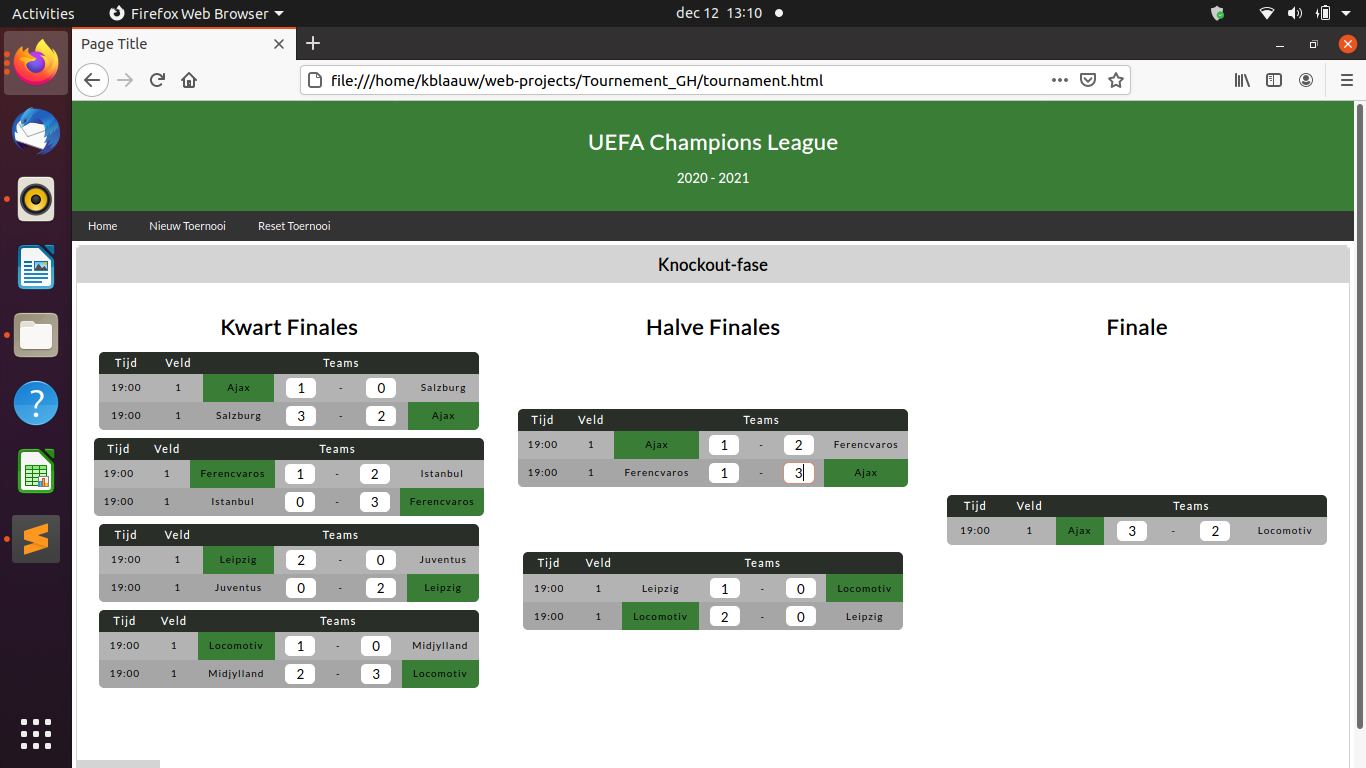 Activities Firefox Web Browser dec 12 13:10
Page Title
file:///home/kblaauw/web-projects/Tournement_GH/tournament.html
UEFA Champions League
2020 - 2021
Home Nieuw Toernooi Reset Toernooi
Knockout-fase
Kwart Finales
Tijd Veld Teams
19:00 1 Ajax 1 - 0 Salzburg
19:00 1 Salzburg 3 - 2 Ajax
Tijd Veld Teams
19:00 1 Ferencvaros 1 - 2 Istanbul
19:00 1 Istanbul 0 - 3 Ferencvaros
Tijd Veld Teams
19:00 1 Leipzig 2 - 0 Juventus
19:00 1 Juventus 0 - 2 Leipzig
Tijd Veld Teams
19:00 1 Locomotiv 1 - 0 Midjylland
19:00 1 Midjylland 2 - 3 Locomotiv
Halve Finales
Tijd Veld Teams
19:00 1 Ajax 1 - 2 Ferencvaros
19:00 1 Ferencvaros 1 - 3 Ajax
Tijd Veld Teams
19:00 1 Leipzig 1 - 0 Locomotiv
19:00 1 Locomotiv 2 - 0 Leipzig
Finale
Tijd Veld Teams
19:00 1 Ajax 3 - 2 Locomotiv